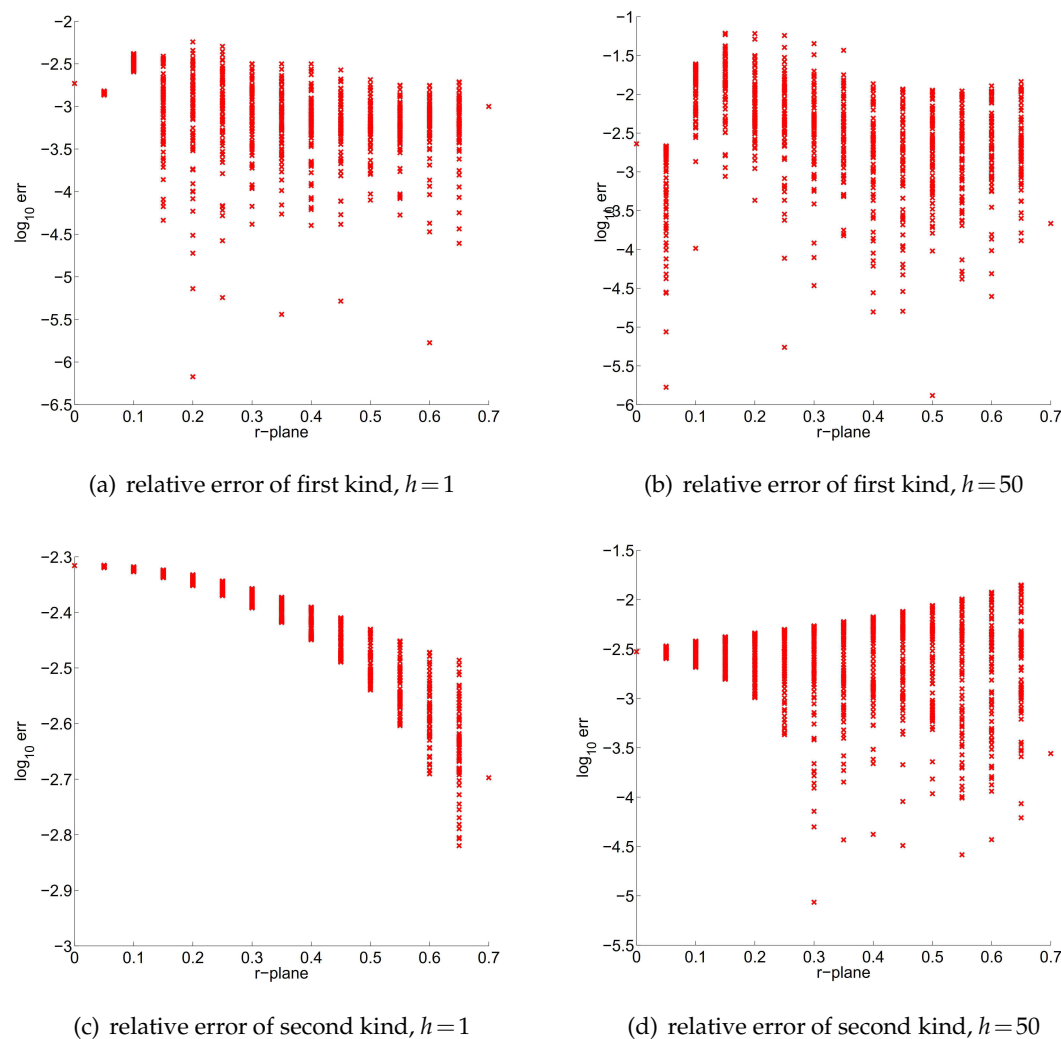 −2
−2.5
−3
−3.5
−4
−4.5
−5
−5.5
−6
−6.5
log10 err
0 0.1 0.2 0.3 0.4 0.5 0.6 0.7
r−plane
(a) relative error of first kind, h=1
−1
−1.5
−2
−2.5
−3
−3.5
−4
−4.5
−5
−5.5
−6
log10 err
0 0.1 0.2 0.3 0.4 0.5 0.6 0.7
r−plane
(b) relative error of first kind, h=50
−2.3
−2.4
−2.5
−2.6
−2.7
−2.8
−2.9
−3
log10 err
0 0.1 0.2 0.3 0.4 0.5 0.6 0.7
r−plane
(c) relative error of second kind, h=1
−1.5
−2
−2.5
−3
−3.5
−4
−4.5
−5
−5.5
log10 err
0 0.1 0.2 0.3 0.4 0.5 0.6 0.7
r−plane
(d) relative error of second kind, h=50